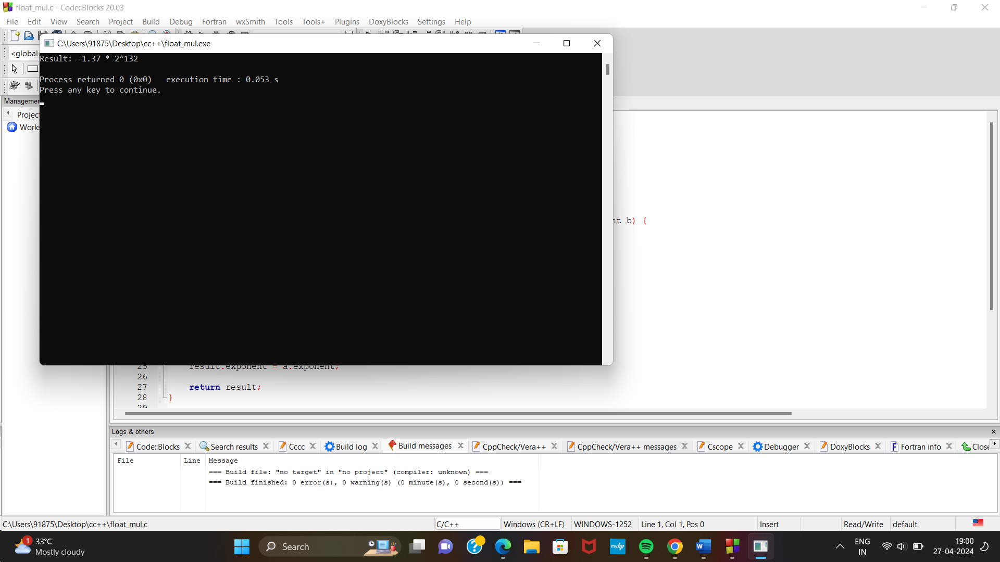 float_mul.c - Code::Blocks 20.03
File Edit View Search Project Build Debug Fortran wxSmith Tools Tools+ Plugins DoxyBlocks Settings Help
C:\Users\91875\Desktop\cc++\float_mul.exe
<global
Result: -1.37 * 2^132
Process returned 0 (0x0)   execution time : 0.053 s
Press any key to continue.
Managemen
Projec
Works
nt b) {
25 result.exponent = a.exponent;
26
27 return result;
28 }
29
Logs & others
Code::Blocks Search results Cccc Build log Build messages CppCheck/Vera++ CppCheck/Vera++ messages Cscope Debugger DoxyBlocks Fortran info Close
File Line Message
=== Build file: "no target" in "no project" (compiler: unknown) ===
=== Build finished: 0 error(s), 0 warning(s) (0 minute(s), 0 second(s)) ===
C:\Users\91875\Desktop\cc++\float_mul.c C/C++ Windows (CR+LF) WINDOWS-1252 Line 1, Col 1, Pos 0 Insert Read/Write default
1 33°C
Mostly cloudy
Search
myhp
W
ENG
IN
19:00
27-04-2024